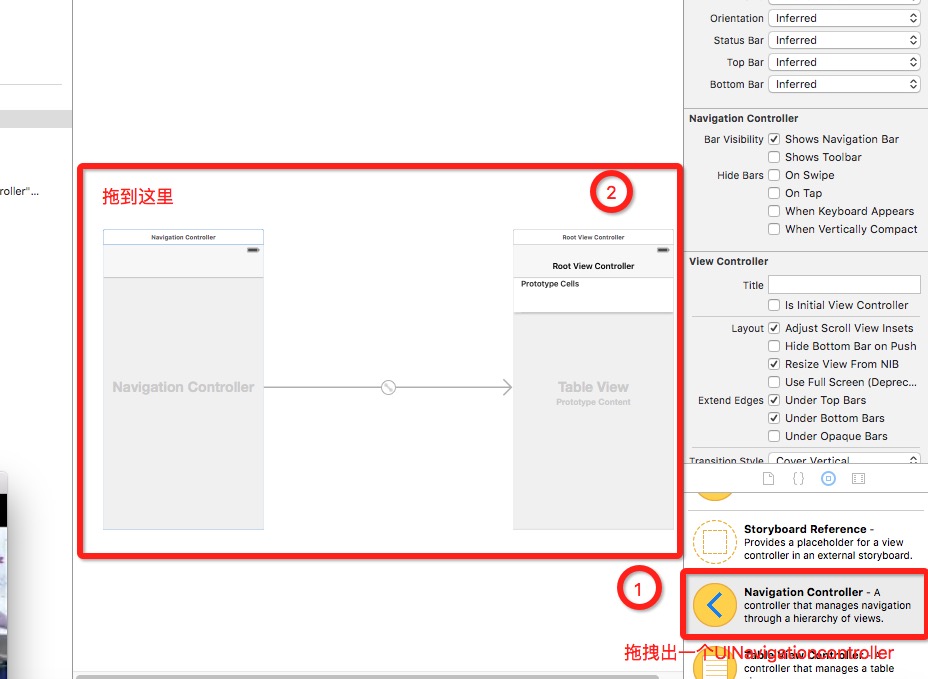 Orientation Inferred
Status Bar Inferred
Top Bar Inferred
Bottom Bar Inferred
Navigation Controller
Bar Visibility Shows Navigation Bar
Shows Toolbar
Hide Bars On Swipe
On Tap
When Keyboard Appears
When Vertically Compact
View Controller
Title
Is Initial View Controller
Layout Adjust Scroll View Insets
Hide Bottom Bar on Push
Resize View From NIB
Use Full Screen (Deprec...
Extend Edges Under Top Bars
Under Bottom Bars
Under Opaque Bars
Transition Style Cover Vertical
roller"...
拖到这里
2
Navigation Controller
Navigation Controller
Root View Controller
Root View Controller
Prototype Cells
Table View
Prototype Content
{}
Storyboard Reference -
Provides a placeholder for a view
controller in an external storyboard.
1
Navigation Controller - A
controller that manages navigation
through a hierarchy of views.
拖拽出一个UINavigationcontroller
Table View Controller - A
controller that manages a table